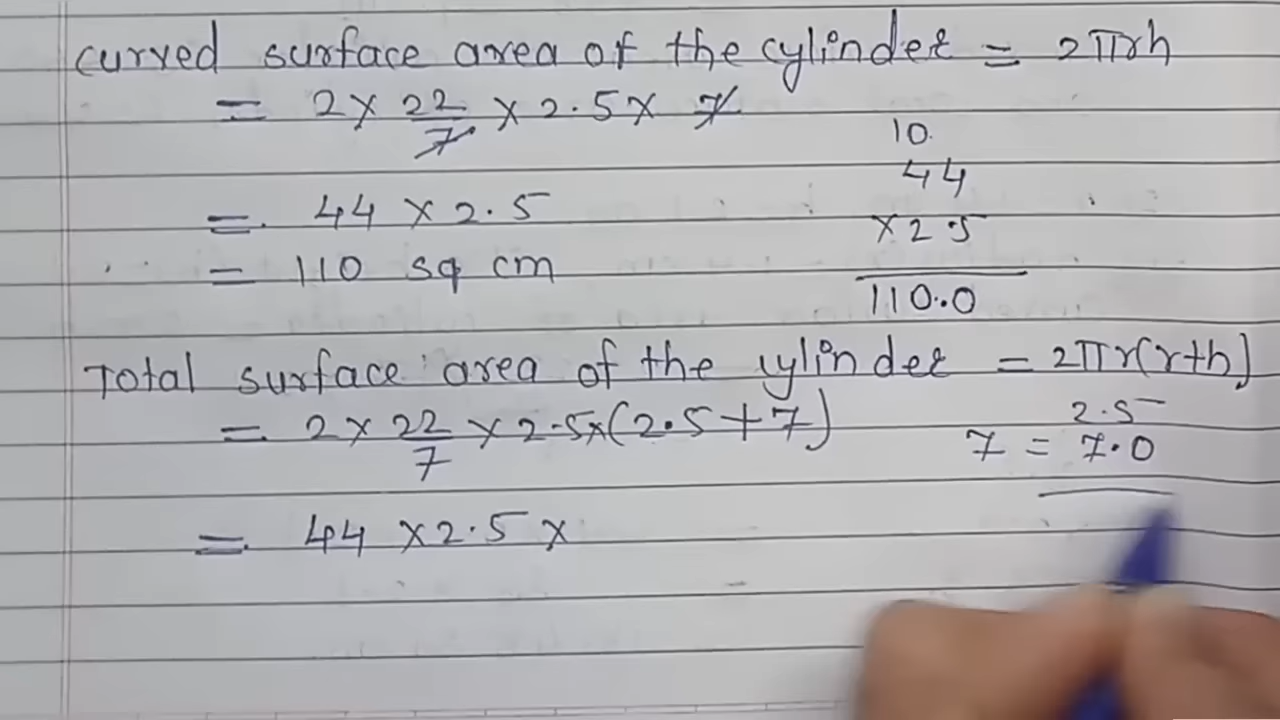 curved surface area of the cylinder = 2πrh
= 2 × 22/7 × 2.5 × 7
= 44 × 2.5
= 110 sq cm
10
44
×2.5
110.0
Total surface area of the cylinder = 2πr(r+h)
= 2 × 22/7 × 2.5×(2.5+7)
2.5
7 = 7.0
= 44 × 2.5 ×